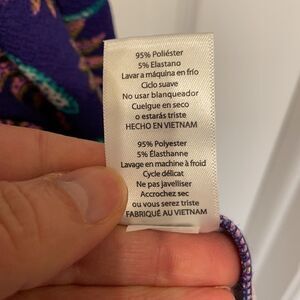 95% Poliéster
5% Elastano
Lavar a máquina en frío
Ciclo suave
No usar blanqueador
Cuelgue en seco
o estarás triste
HECHO EN VIETNAM
95% Polyester
5% Élasthanne
Lavage en machine à froid
Cycle délicat
Ne pas javelliser
Accrochez sec
ou vous serez triste
FABRIQUÉ AU VIETNAM